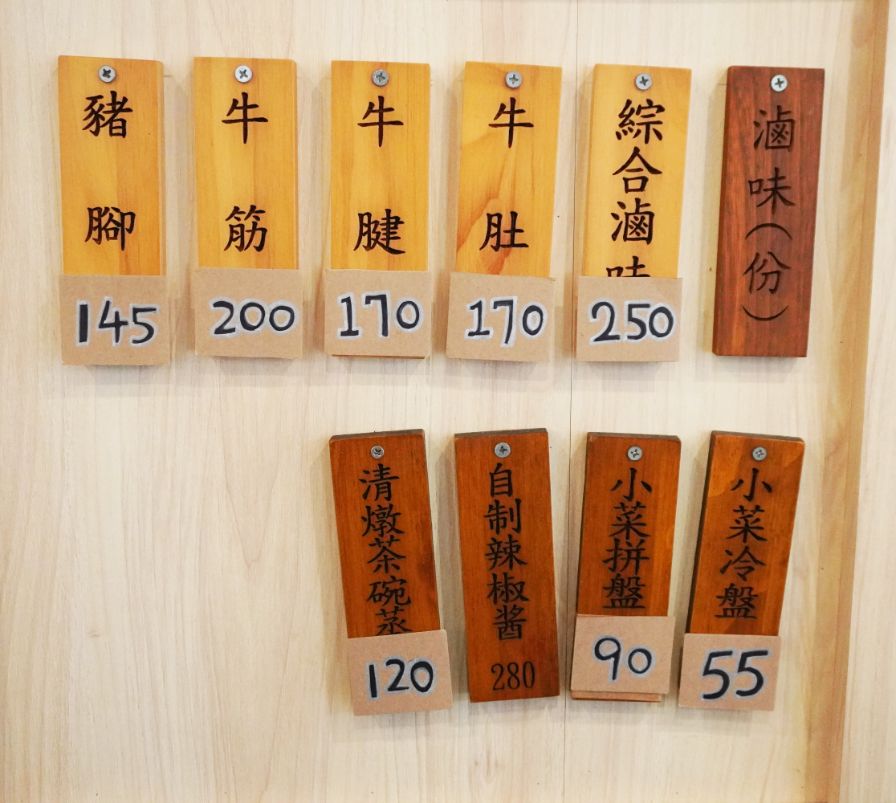 滷味(份)
綜合滷味
250
牛肚
170
牛腱
170
牛筋
200
豬腳
145
小菜冷盤
55
小菜拼盤
90
自制辣椒醬
280
清燉茶碗蒸
120